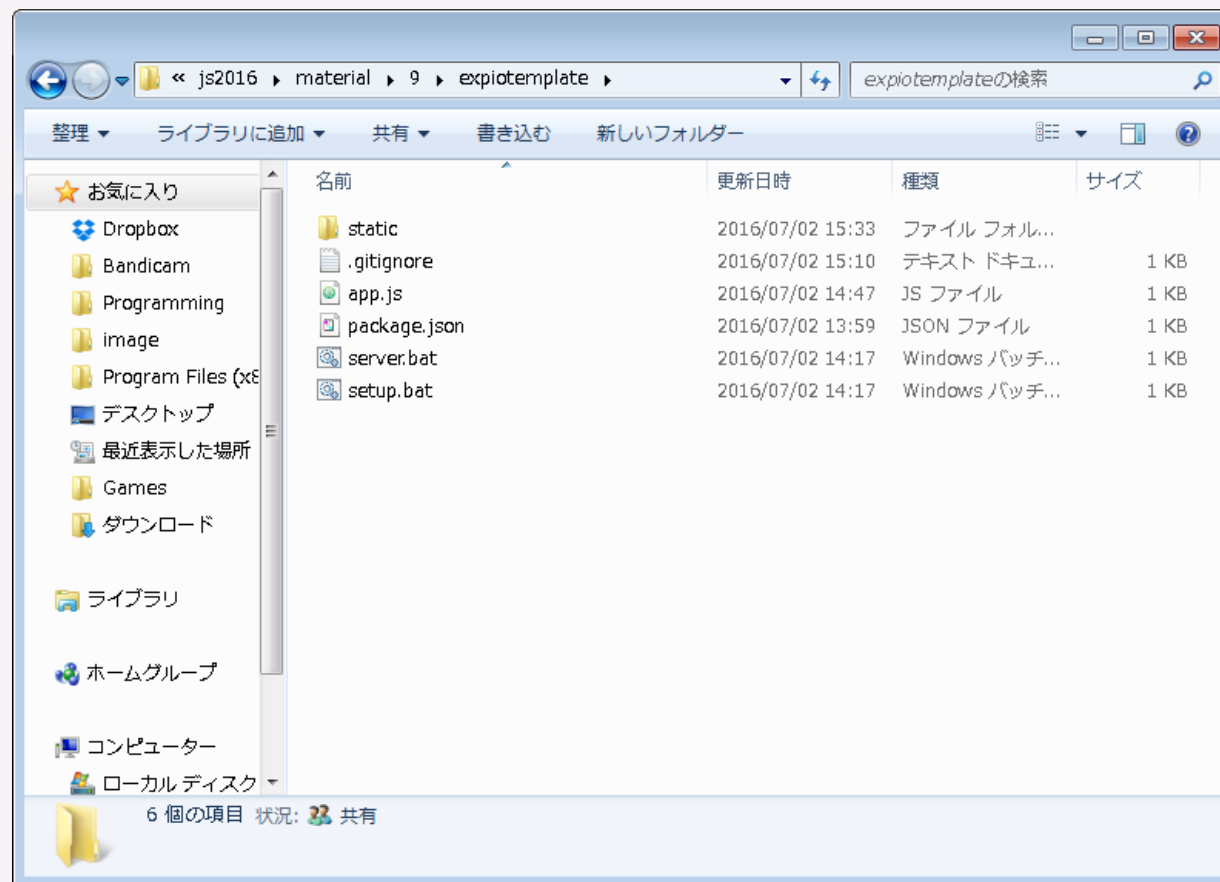 « js2016 ▸ material ▸ 9 ▸ expiotemplate ▸ expiotemplateの検索
整理 ▼ ライブラリに追加 ▼ 共有 ▼ 書き込む 新しいフォルダー
お気に入り
Dropbox
Bandicam
Programming
image
Program Files (x8
デスクトップ
最近表示した場所
Games
ダウンロード
ライブラリ
ホームグループ
コンピューター
ローカル ディスク
名前 更新日時 種類 サイズ
static 2016/07/02 15:33 ファイル フォル...
.gitignore 2016/07/02 15:10 テキスト ドキュ... 1 KB
app.js 2016/07/02 14:47 JS ファイル 1 KB
package.json 2016/07/02 13:59 JSON ファイル 1 KB
server.bat 2016/07/02 14:17 Windows バッチ... 1 KB
setup.bat 2016/07/02 14:17 Windows バッチ... 1 KB
6 個の項目 状況: 共有